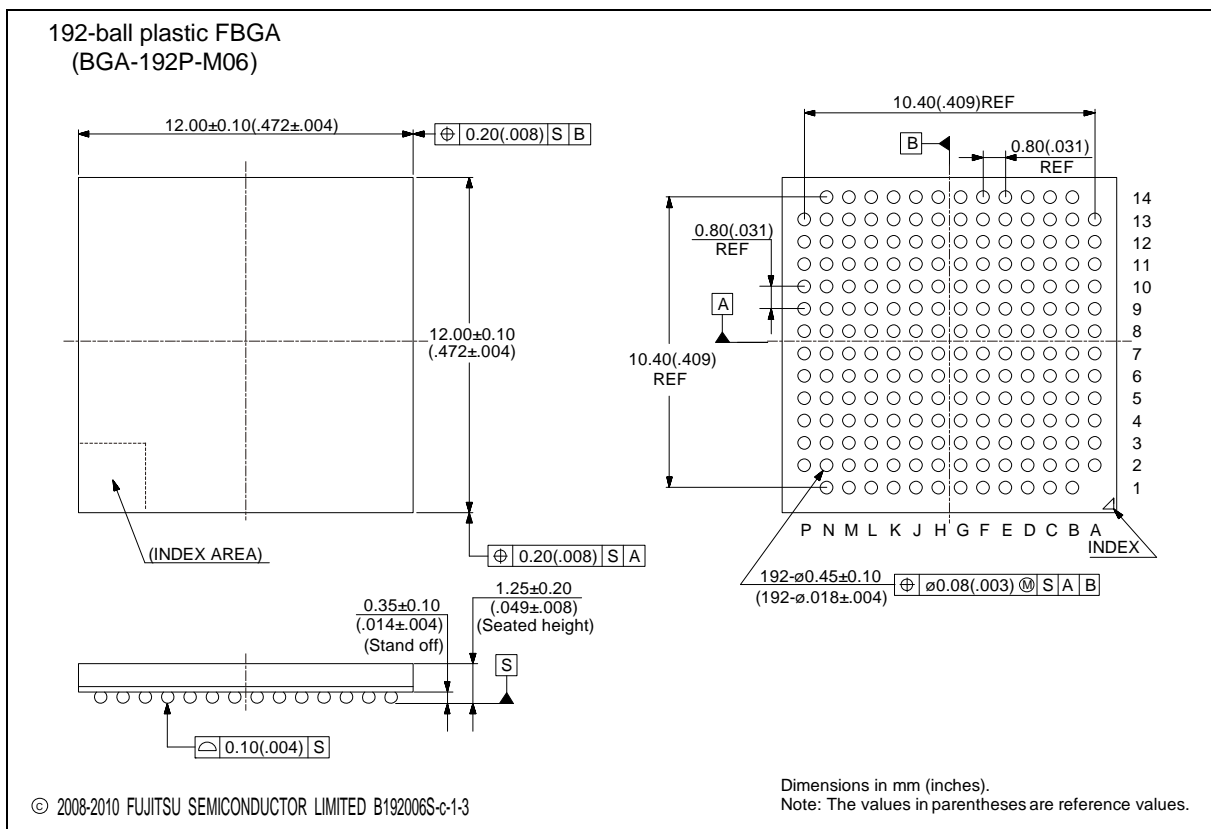 192-ball plastic FBGA
(BGA-192P-M06)
12.00±0.10(.472±.004)
⌖ 0.20(.008) S B
12.00±0.10
(.472±.004)
(INDEX AREA)
⌖ 0.20(.008) S A
10.40(.409)REF
B
0.80(.031)
REF
0.80(.031)
REF
A
10.40(.409)
REF
14
13
12
11
10
9
8
7
6
5
4
3
2
1
P N M L K J H G F E D C B A
INDEX
192-ø0.45±0.10
(192-ø.018±.004)
⌖ ø0.08(.003) Ⓜ S A B
0.35±0.10
(.014±.004)
(Stand off)
1.25±0.20
(.049±.008)
(Seated height)
S
⌓ 0.10(.004) S
© 2008-2010 FUJITSU SEMICONDUCTOR LIMITED B192006S-c-1-3
Dimensions in mm (inches).
Note: The values in parentheses are reference values.